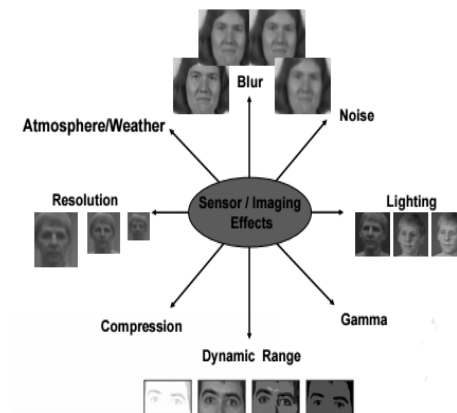 Blur
Noise
Atmosphere/Weather
Resolution
Sensor / Imaging
Effects
Lighting
Compression
Gamma
Dynamic Range